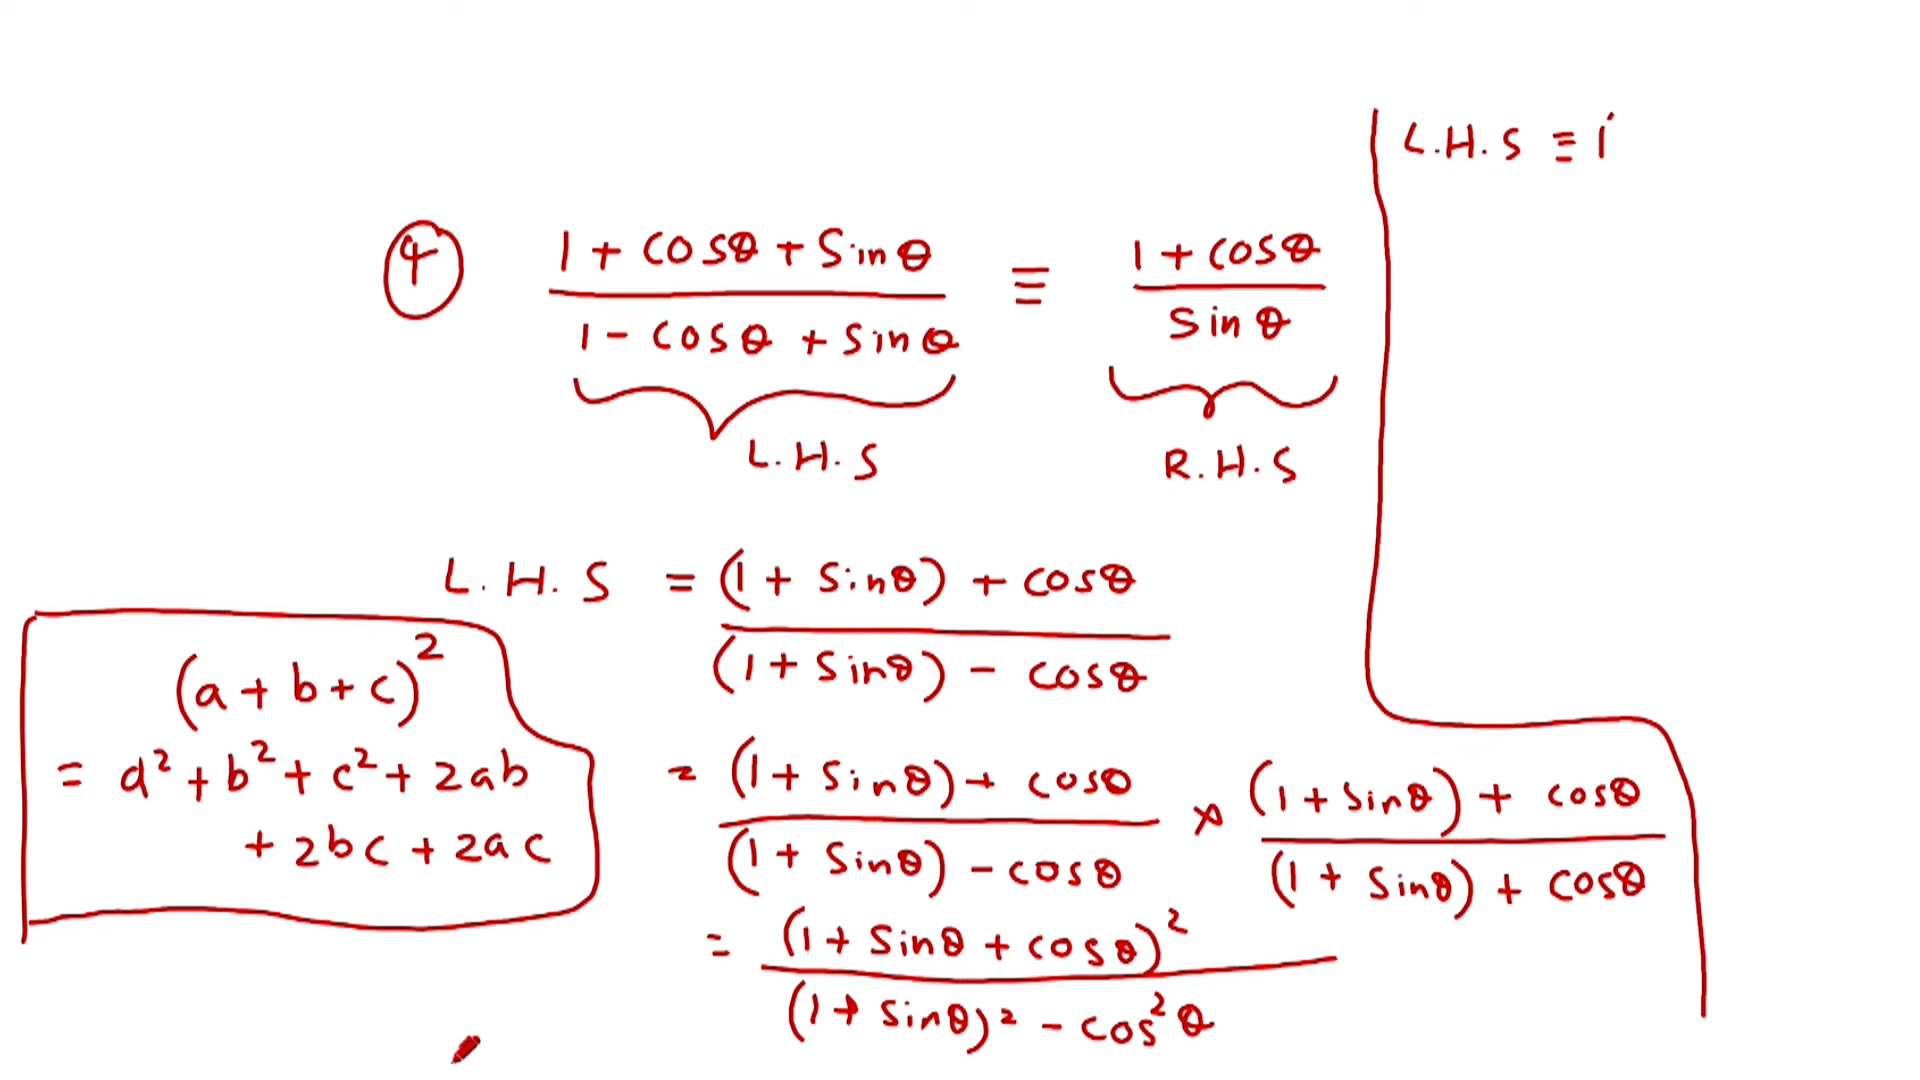 ④ (1 + cosθ + Sinθ)/(1 - cosθ + sinθ) ≡ (1 + cosθ)/(sinθ)
L.H.S R.H.S
L.H.S = ((1 + sinθ) + cosθ)/((1 + sinθ) - cosθ)
= ((1 + sinθ) + cosθ)/((1 + sinθ) - cosθ) × ((1 + sinθ) + cosθ)/((1 + sinθ) + cosθ)
= (1 + sinθ + cosθ)²/((1 + sinθ)² - cos²θ)
(a + b + c)²
= a² + b² + c² + 2ab
+ 2bc + 2ac
L.H.S ≡